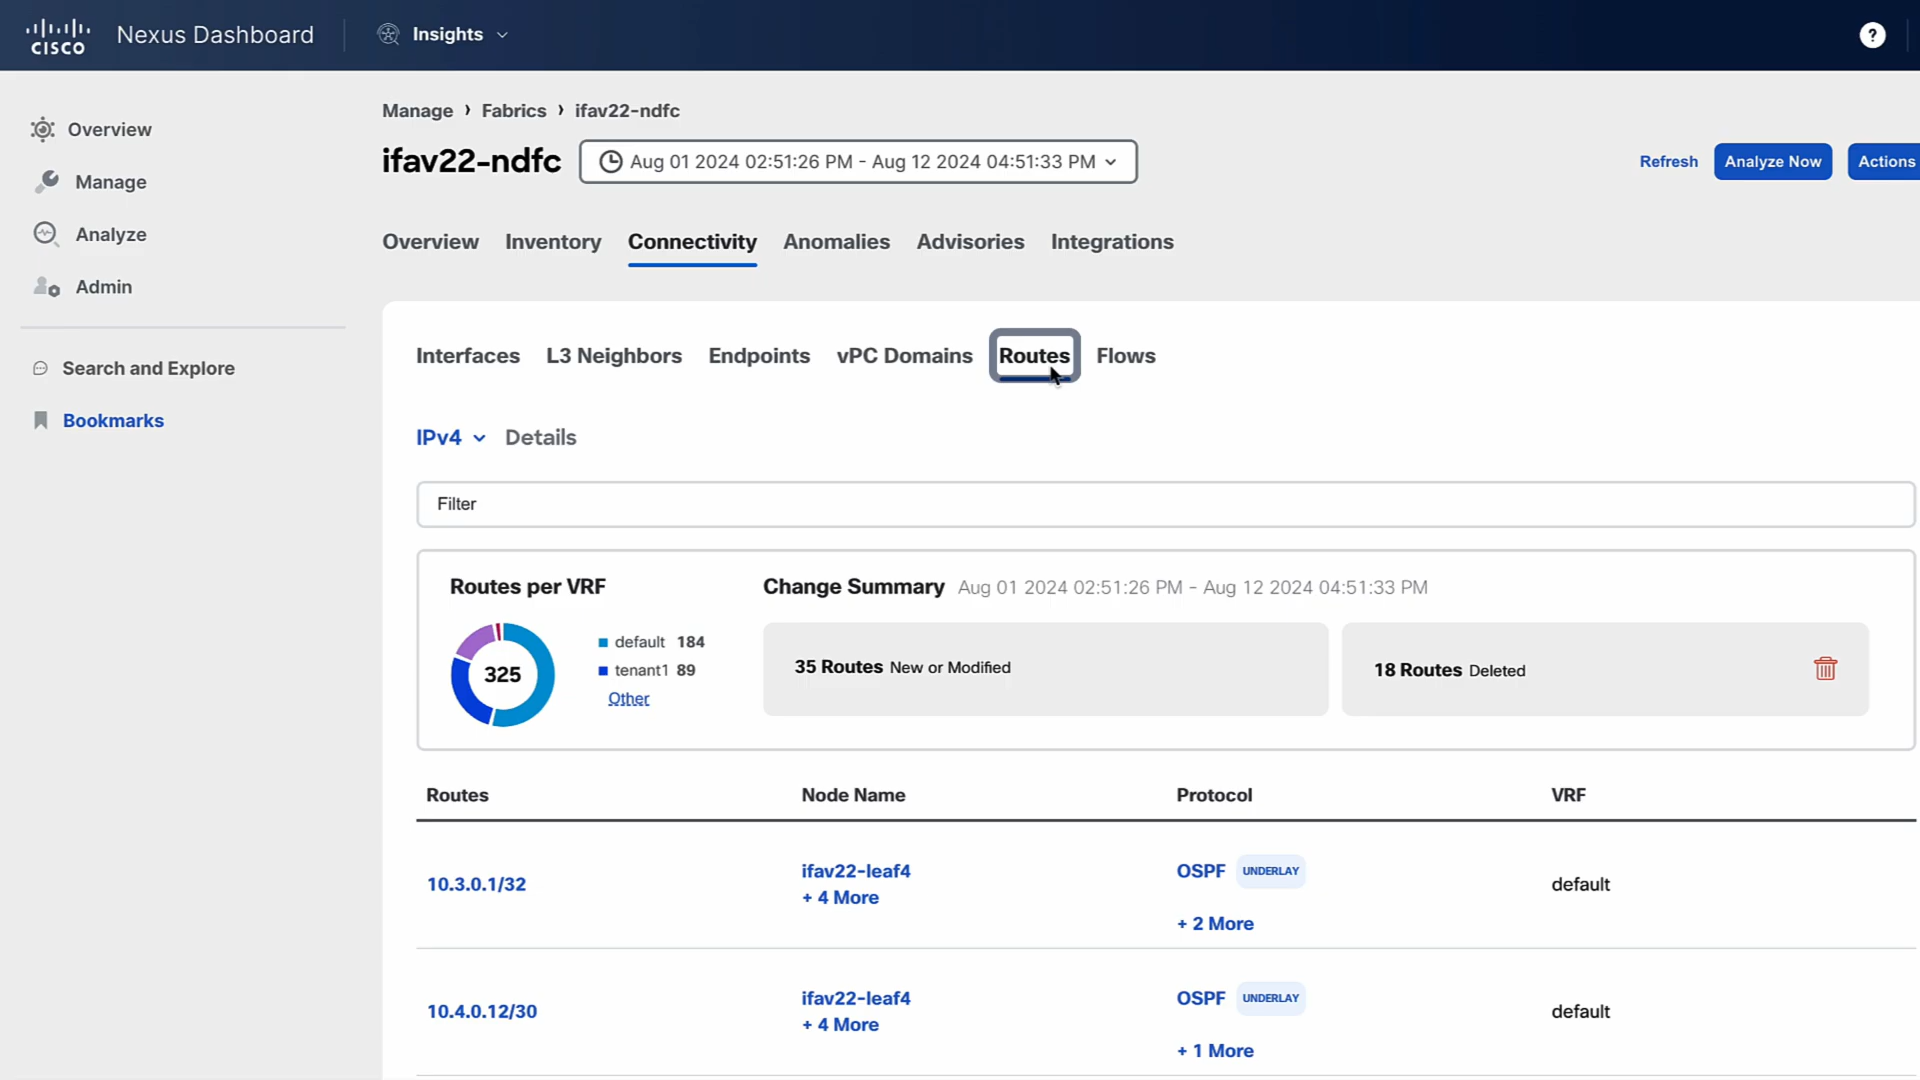 CISCO Nexus Dashboard Insights ?
Overview
Manage
Analyze
Admin
Search and Explore
Bookmarks
Manage › Fabrics › ifav22-ndfc
ifav22-ndfc Aug 01 2024 02:51:26 PM - Aug 12 2024 04:51:33 PM
Refresh Analyze Now Actions
Overview Inventory Connectivity Anomalies Advisories Integrations
Interfaces L3 Neighbors Endpoints vPC Domains Routes Flows
IPv4 Details
Filter
Routes per VRF
325
default 184
tenant1 89
Other
Change Summary Aug 01 2024 02:51:26 PM - Aug 12 2024 04:51:33 PM
35 Routes New or Modified
18 Routes Deleted
Routes Node Name Protocol VRF
10.3.0.1/32 ifav22-leaf4 OSPF UNDERLAY default
+ 4 More + 2 More
10.4.0.12/30 ifav22-leaf4 OSPF UNDERLAY default
+ 4 More + 1 More